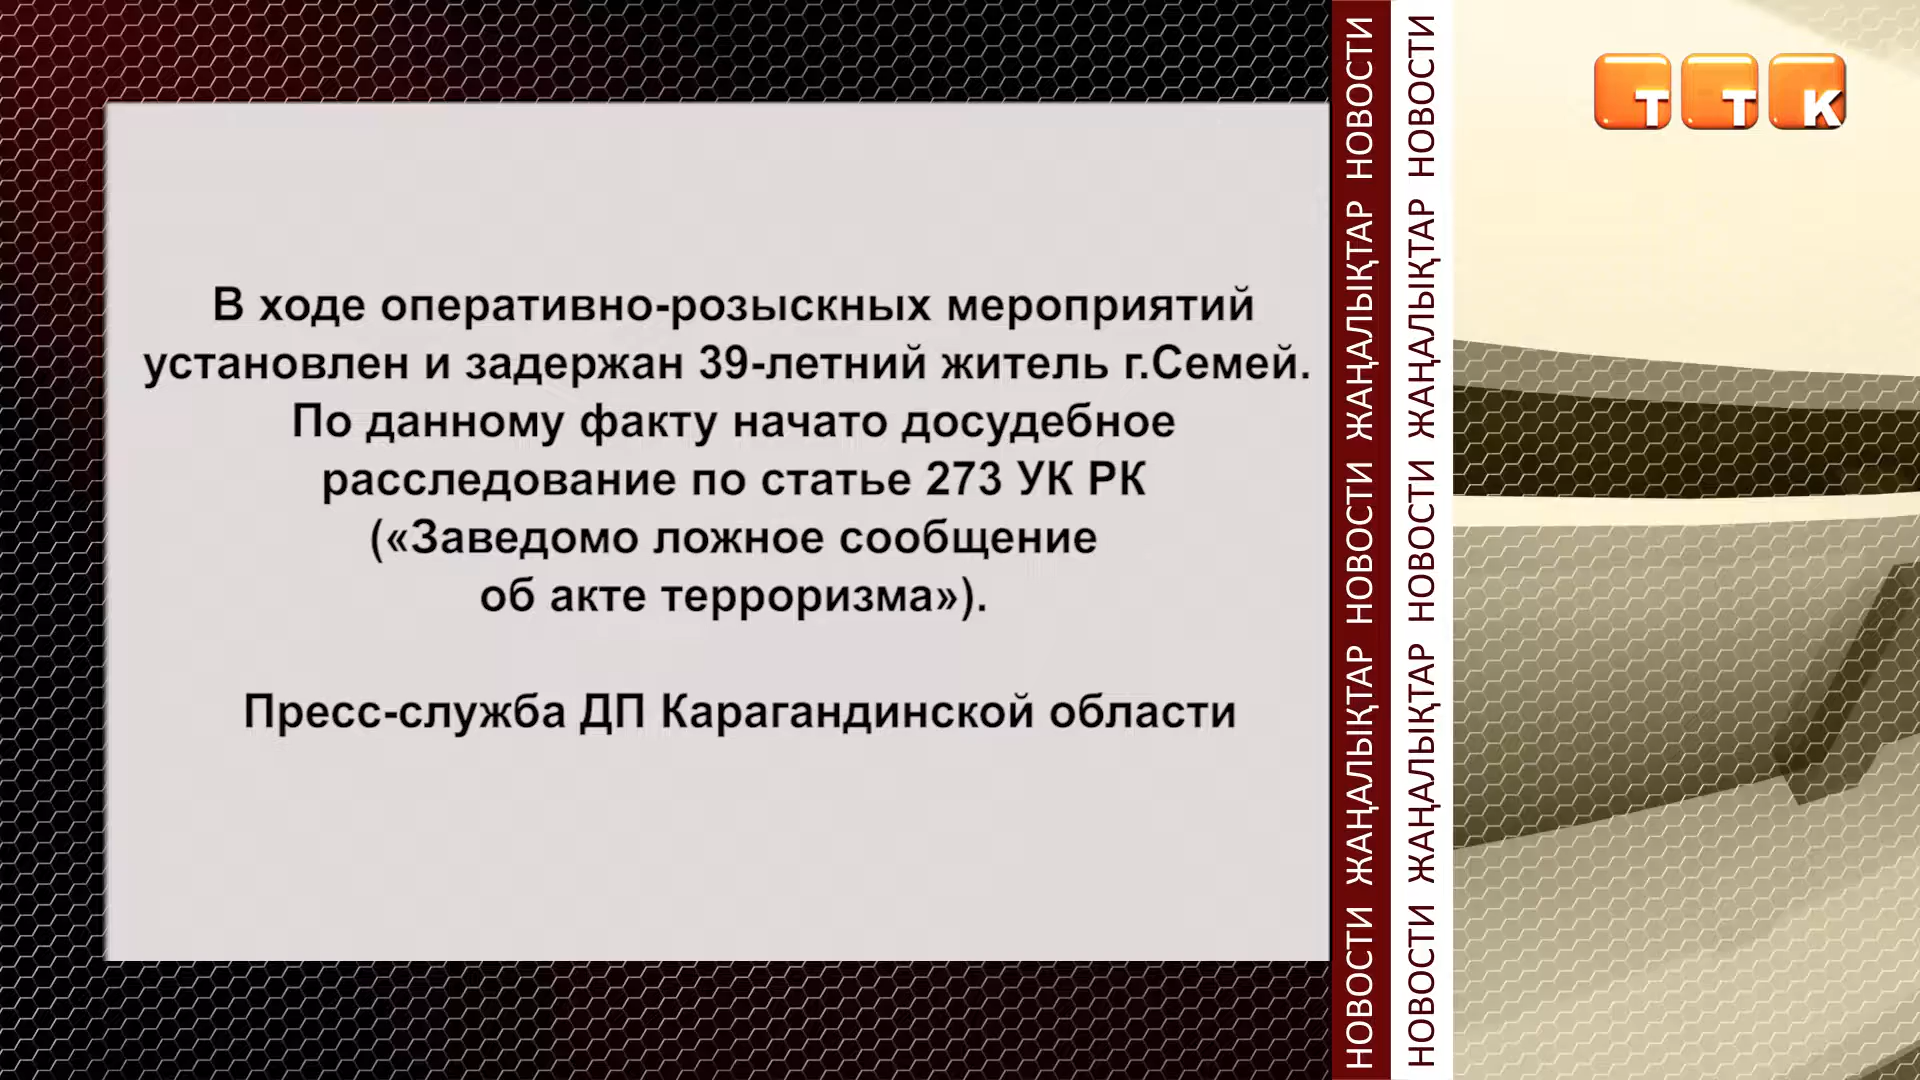 В ходе оперативно-розыскных мероприятий
установлен и задержан 39-летний житель г.Семей.
По данному факту начато досудебное
расследование по статье 273 УК РК
(«Заведомо ложное сообщение
об акте терроризма»).
Пресс-служба ДП Карагандинской области
НОВОСТИ ЖАҢАЛЫҚТАР НОВОСТИ ЖАҢАЛЫҚТАР НОВОСТИ
НОВОСТИ ЖАҢАЛЫҚТАР НОВОСТИ ЖАҢАЛЫҚТАР НОВОСТИ
ТТК